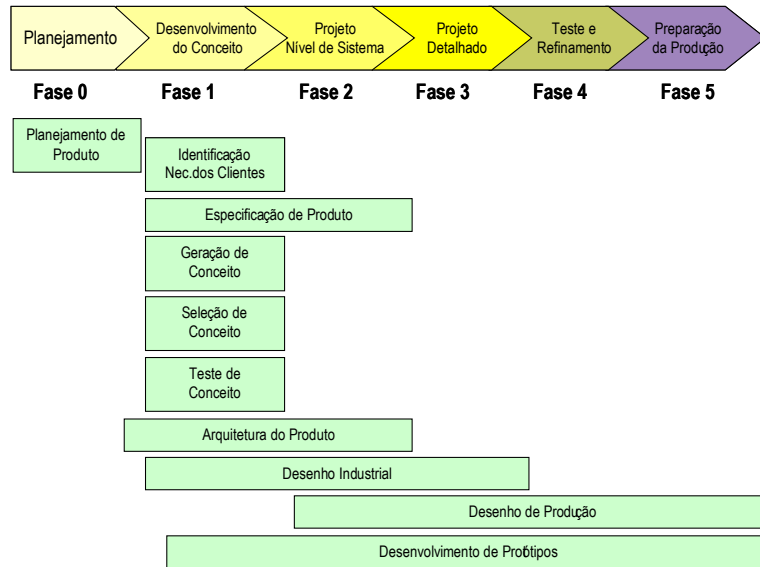 Planejamento
Desenvolvimento
do Conceito
Projeto
Nível de Sistema
Projeto
Detalhado
Teste e
Refinamento
Preparação
da Produção
Fase 0
Fase 1
Fase 2
Fase 3
Fase 4
Fase 5
Planejamento de
Produto
Identificação
Nec.dos Clientes
Especificação de Produto
Geração de
Conceito
Seleção de
Conceito
Teste de
Conceito
Arquitetura do Produto
Desenho Industrial
Desenho de Produção
Desenvolvimento de Protótipos